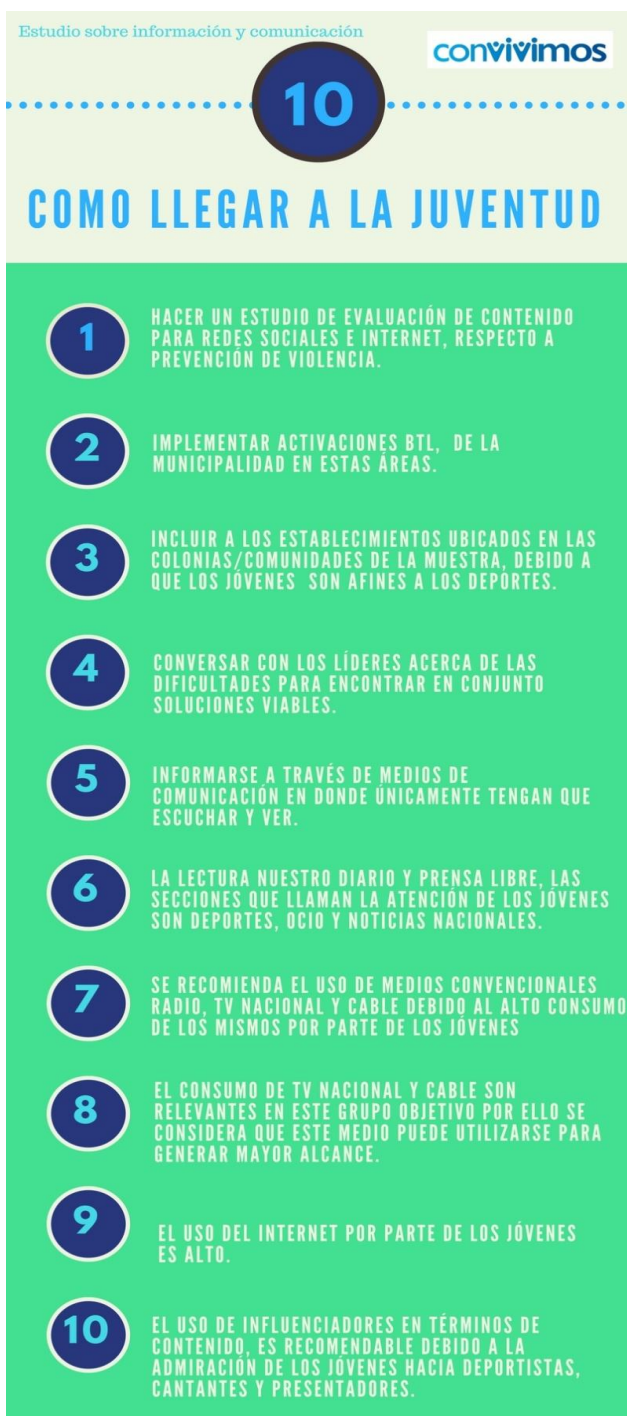 Estudio sobre información y comunicación
convivimos
10
COMO LLEGAR A LA JUVENTUD
1
HACER UN ESTUDIO DE EVALUACIÓN DE CONTENIDO
PARA REDES SOCIALES E INTERNET, RESPECTO A
PREVENCIÓN DE VIOLENCIA.
2
IMPLEMENTAR ACTIVACIONES BTL, DE LA
MUNICIPALIDAD EN ESTAS ÁREAS.
3
INCLUIR A LOS ESTABLECIMIENTOS UBICADOS EN LAS
COLONIAS/COMUNIDADES DE LA MUESTRA, DEBIDO A
QUE LOS JÓVENES SON AFINES A LOS DEPORTES.
4
CONVERSAR CON LOS LÍDERES ACERCA DE LAS
DIFICULTADES PARA ENCONTRAR EN CONJUNTO
SOLUCIONES VIABLES.
5
INFORMARSE A TRAVÉS DE MEDIOS DE
COMUNICACIÓN EN DONDE ÚNICAMENTE TENGAN QUE
ESCUCHAR Y VER.
6
LA LECTURA NUESTRO DIARIO Y PRENSA LIBRE, LAS
SECCIONES QUE LLAMAN LA ATENCIÓN DE LOS JÓVENES
SON DEPORTES, OCIO Y NOTICIAS NACIONALES.
7
SE RECOMIENDA EL USO DE MEDIOS CONVENCIONALES
RADIO, TV NACIONAL Y CABLE DEBIDO AL ALTO CONSUMO
DE LOS MISMOS POR PARTE DE LOS JÓVENES
8
EL CONSUMO DE TV NACIONAL Y CABLE SON
RELEVANTES EN ESTE GRUPO OBJETIVO POR ELLO SE
CONSIDERA QUE ESTE MEDIO PUEDE UTILIZARSE PARA
GENERAR MAYOR ALCANCE.
9
EL USO DEL INTERNET POR PARTE DE LOS JÓVENES
ES ALTO.
10
EL USO DE INFLUENCIADORES EN TÉRMINOS DE
CONTENIDO, ES RECOMENDABLE DEBIDO A LA
ADMIRACIÓN DE LOS JÓVENES HACIA DEPORTISTAS,
CANTANTES Y PRESENTADORES.